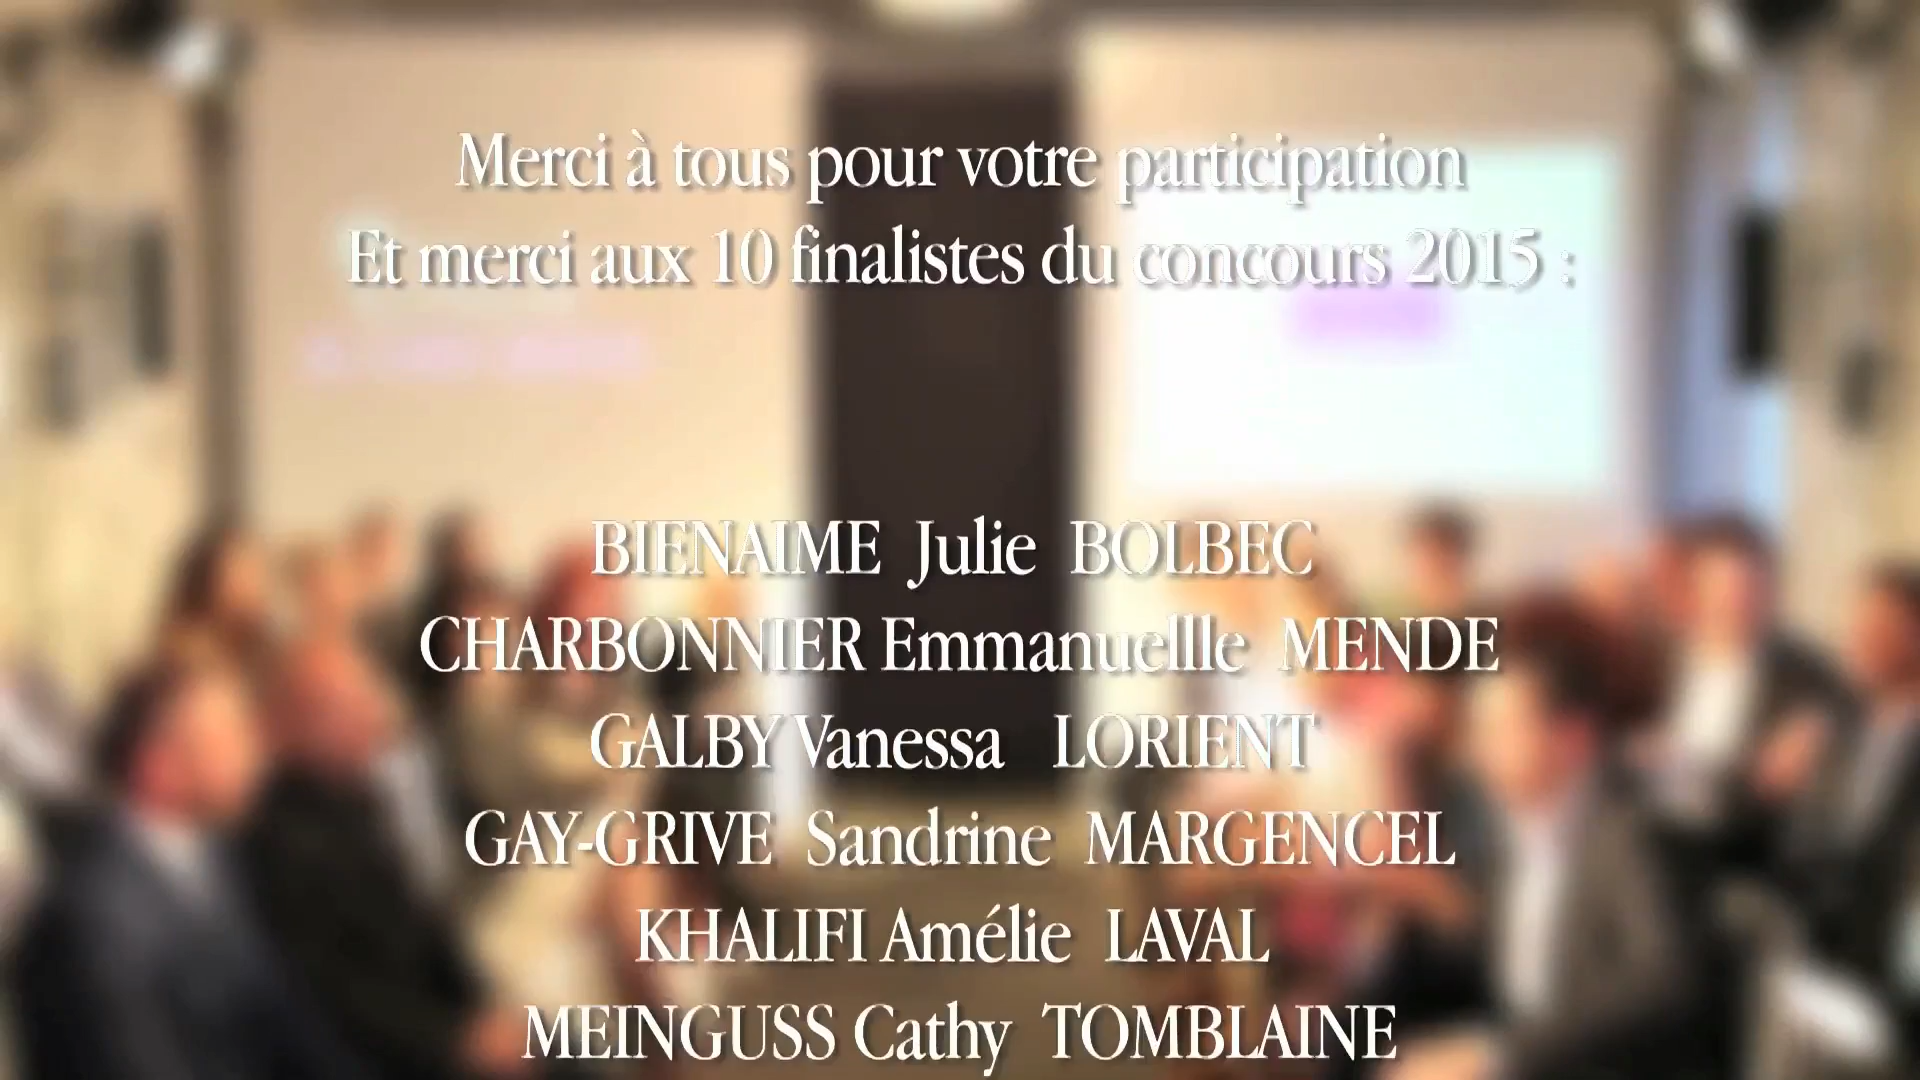 Merci à tous pour votre participation
Et merci aux 10 finalistes du concours 2015 :
BIENAIME Julie BOLBEC
CHARBONNIER Emmanuellle MENDE
GALBY Vanessa LORIENT
GAY-GRIVE Sandrine MARGENCEL
KHALIFI Amélie LAVAL
MEINGUSS Cathy TOMBLAINE